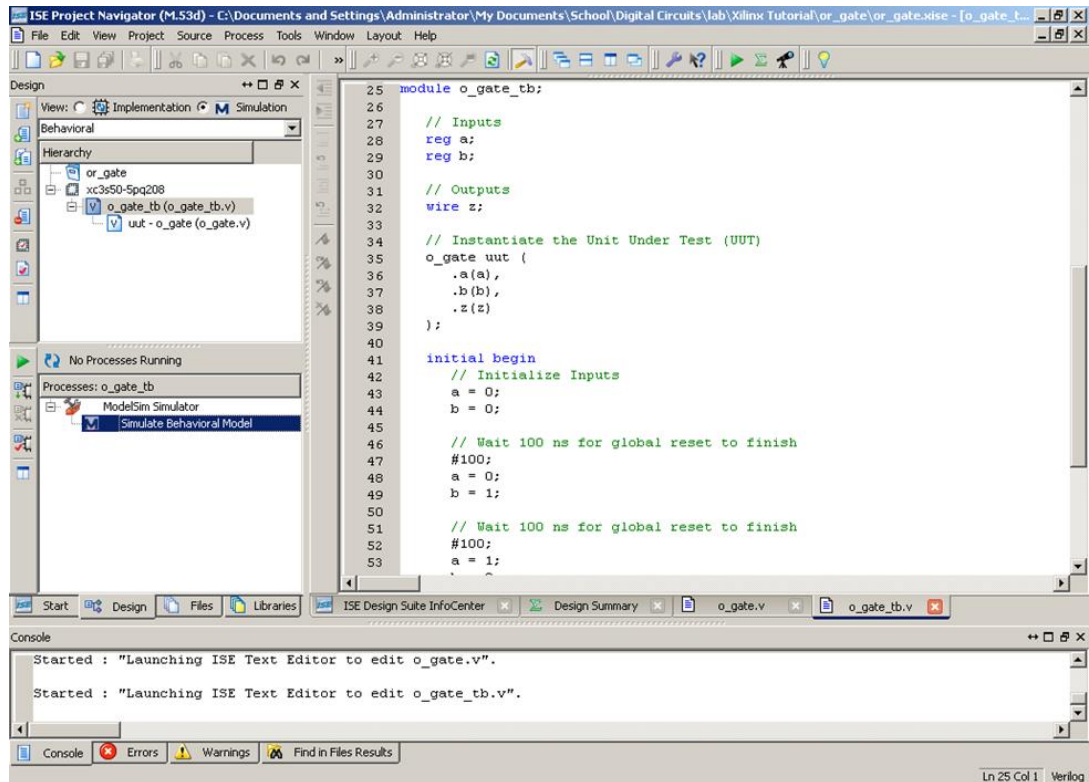 ISE Project Navigator (M.53d) - C:\Documents and Settings\Administrator\My Documents\School\Digital Circuits\lab\Xilinx Tutorial\or_gate\or_gate.xise - [o_gate_t...
File Edit View Project Source Process Tools Window Layout Help
Design
View: Implementation Simulation
Behavioral
Hierarchy
or_gate
xc3s50-5pq208
o_gate_tb (o_gate_tb.v)
uut - o_gate (o_gate.v)
No Processes Running
Processes: o_gate_tb
ModelSim Simulator
Simulate Behavioral Model
Start Design Files Libraries
25 module o_gate_tb;
26
27 // Inputs
28 reg a;
29 reg b;
30
31 // Outputs
32 wire z;
33
34 // Instantiate the Unit Under Test (UUT)
35 o_gate uut (
36 .a(a),
37 .b(b),
38 .z(z)
39 );
40
41 initial begin
42 // Initialize Inputs
43 a = 0;
44 b = 0;
45
46 // Wait 100 ns for global reset to finish
47 #100;
48 a = 0;
49 b = 1;
50
51 // Wait 100 ns for global reset to finish
52 #100;
53 a = 1;
ISE Design Suite InfoCenter Design Summary o_gate.v o_gate_tb.v
Console
Started : "Launching ISE Text Editor to edit o_gate.v".
Started : "Launching ISE Text Editor to edit o_gate_tb.v".
Console Errors Warnings Find in Files Results
Ln 25 Col 1 Verilog